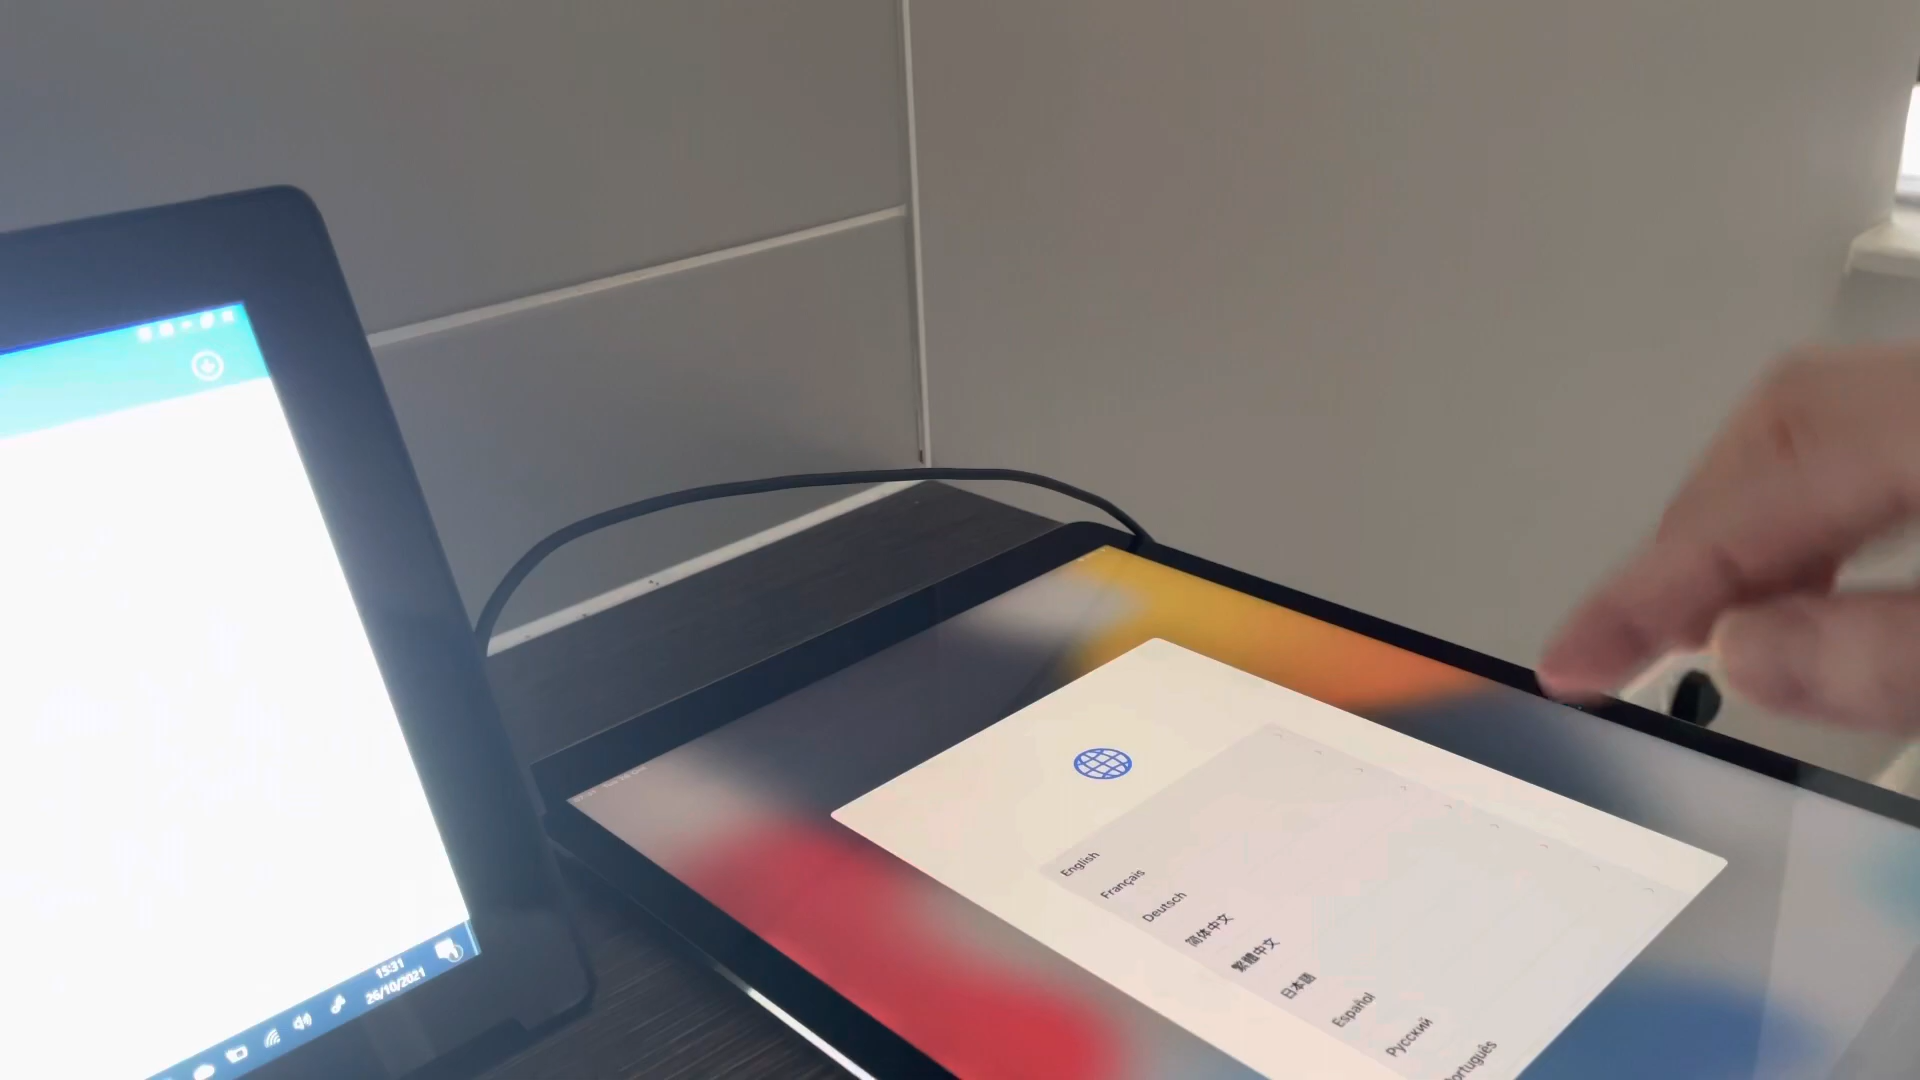 English
Français
Deutsch
简体中文
繁體中文
日本語
Español
Русский
15:31
26/10/2021